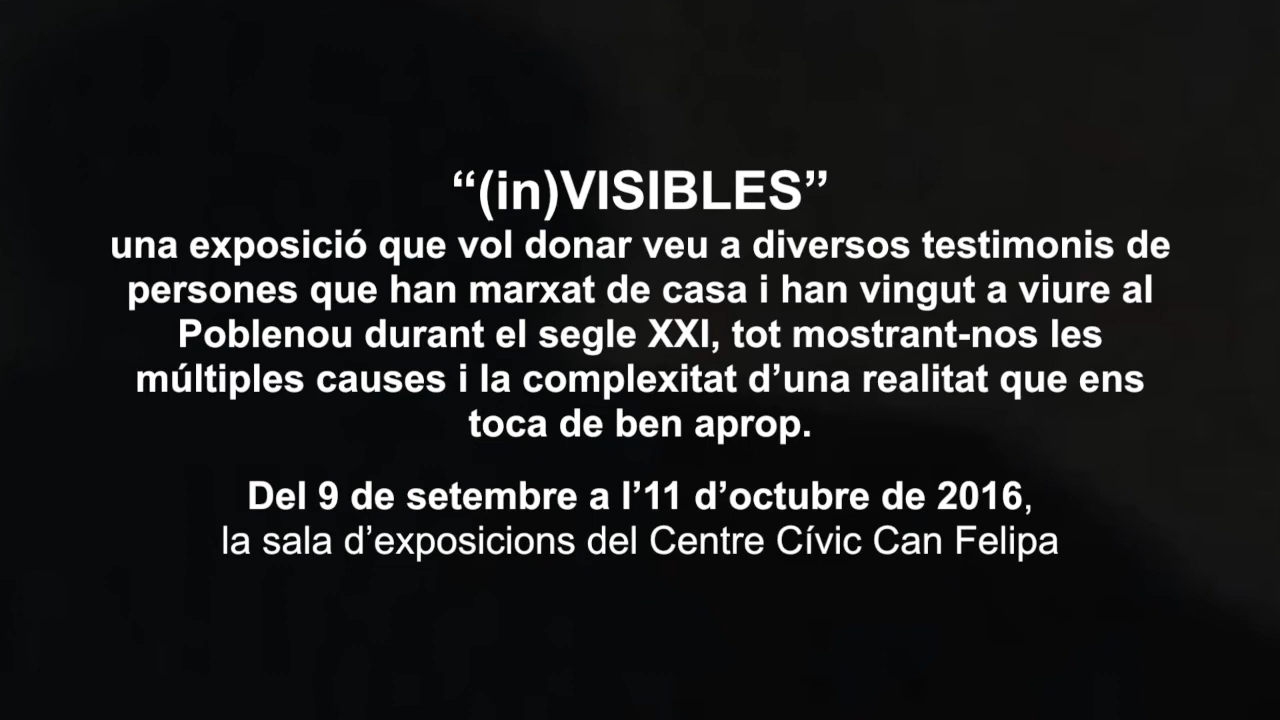 “(in)VISIBLES”
una exposició que vol donar veu a diversos testimonis de
persones que han marxat de casa i han vingut a viure al
Poblenou durant el segle XXI, tot mostrant-nos les
múltiples causes i la complexitat d’una realitat que ens
toca de ben aprop.
Del 9 de setembre a l’11 d’octubre de 2016,
la sala d’exposicions del Centre Cívic Can Felipa